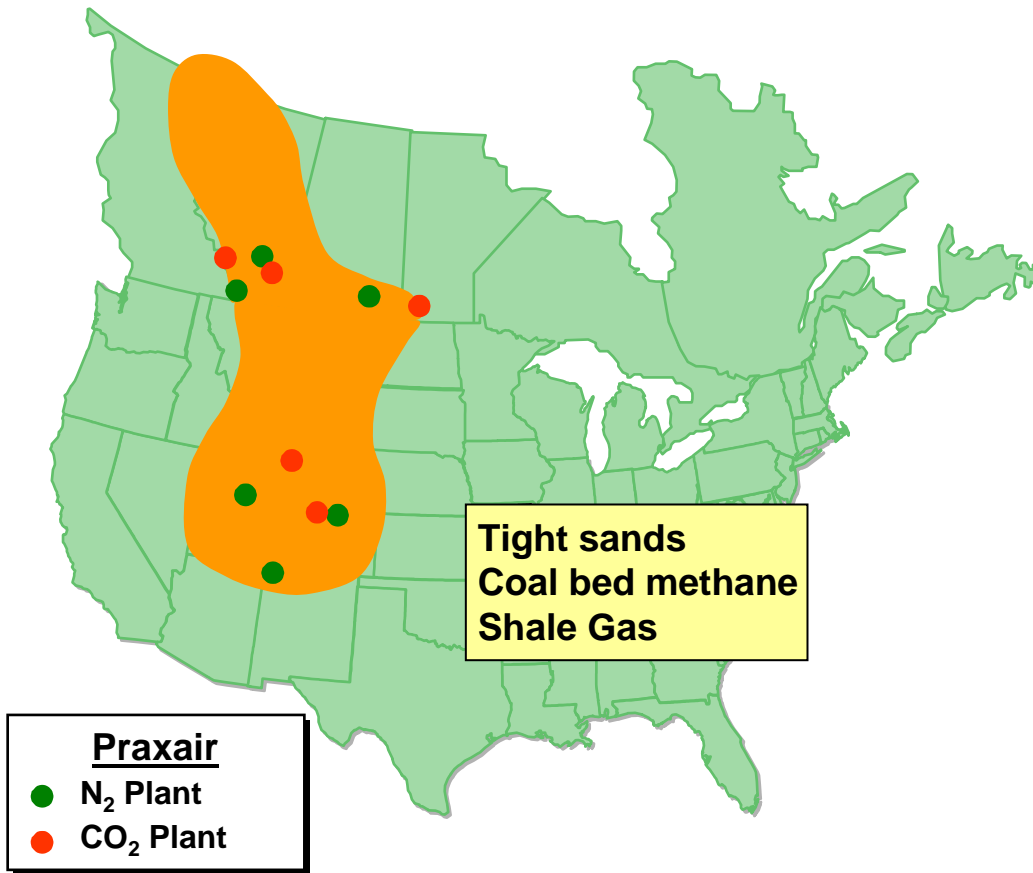 Tight sands
Coal bed methane
Shale Gas
Praxair
N₂ Plant
CO₂ Plant